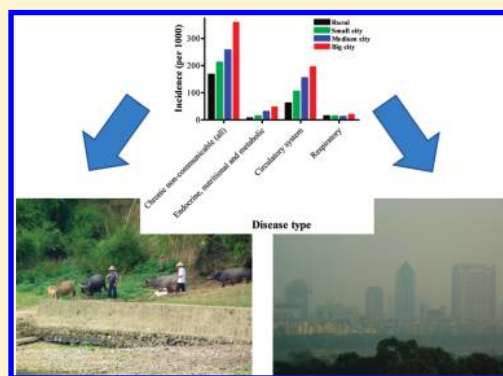 Rural
Small city
Medium city
Big city
Incidence (per 1000)
300
200
100
0
Chronic non-communicable (all)
Endocrine, nutritional and metabolic
Circulatory system
Respiratory
Disease type